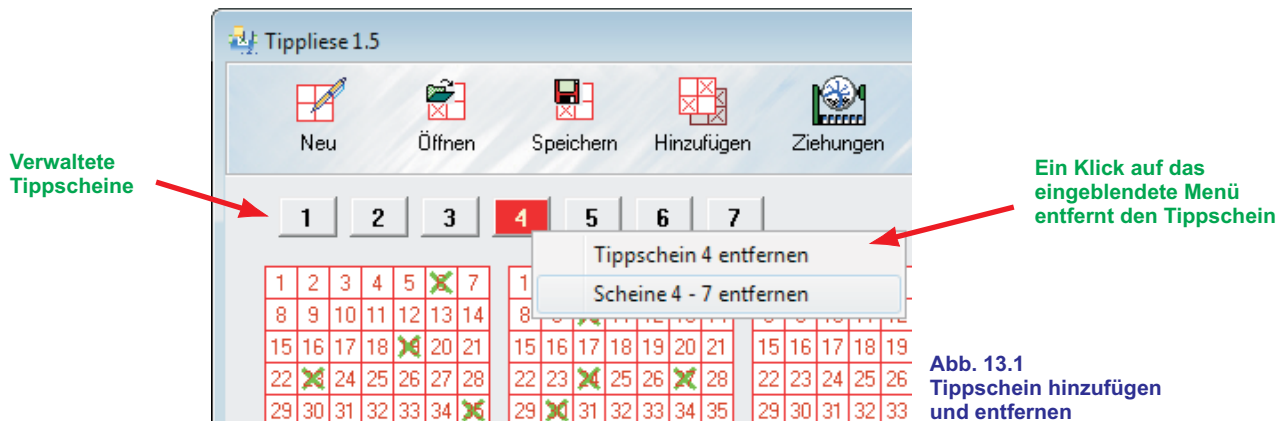 Tippliese 1.5
Neu Öffnen Speichern Hinzufügen Ziehungen
Verwaltete
Tippscheine
Ein Klick auf das
eingeblendete Menü
entfernt den Tippschein
1 2 3 4 5 6 7
Tippschein 4 entfernen
Scheine 4 - 7 entfernen
1 2 3 4 5 7 1
8 9 10 11 12 13 14 8
15 16 17 18 20 21 15 16 17 18 19 20 21 15 16 17 18 19
22 24 25 26 27 28 22 23 25 26 28 22 23 24 25 26
29 30 31 32 33 34 29 31 32 33 34 35 29 30 31 32 33
Abb. 13.1
Tippschein hinzufügen
und entfernen